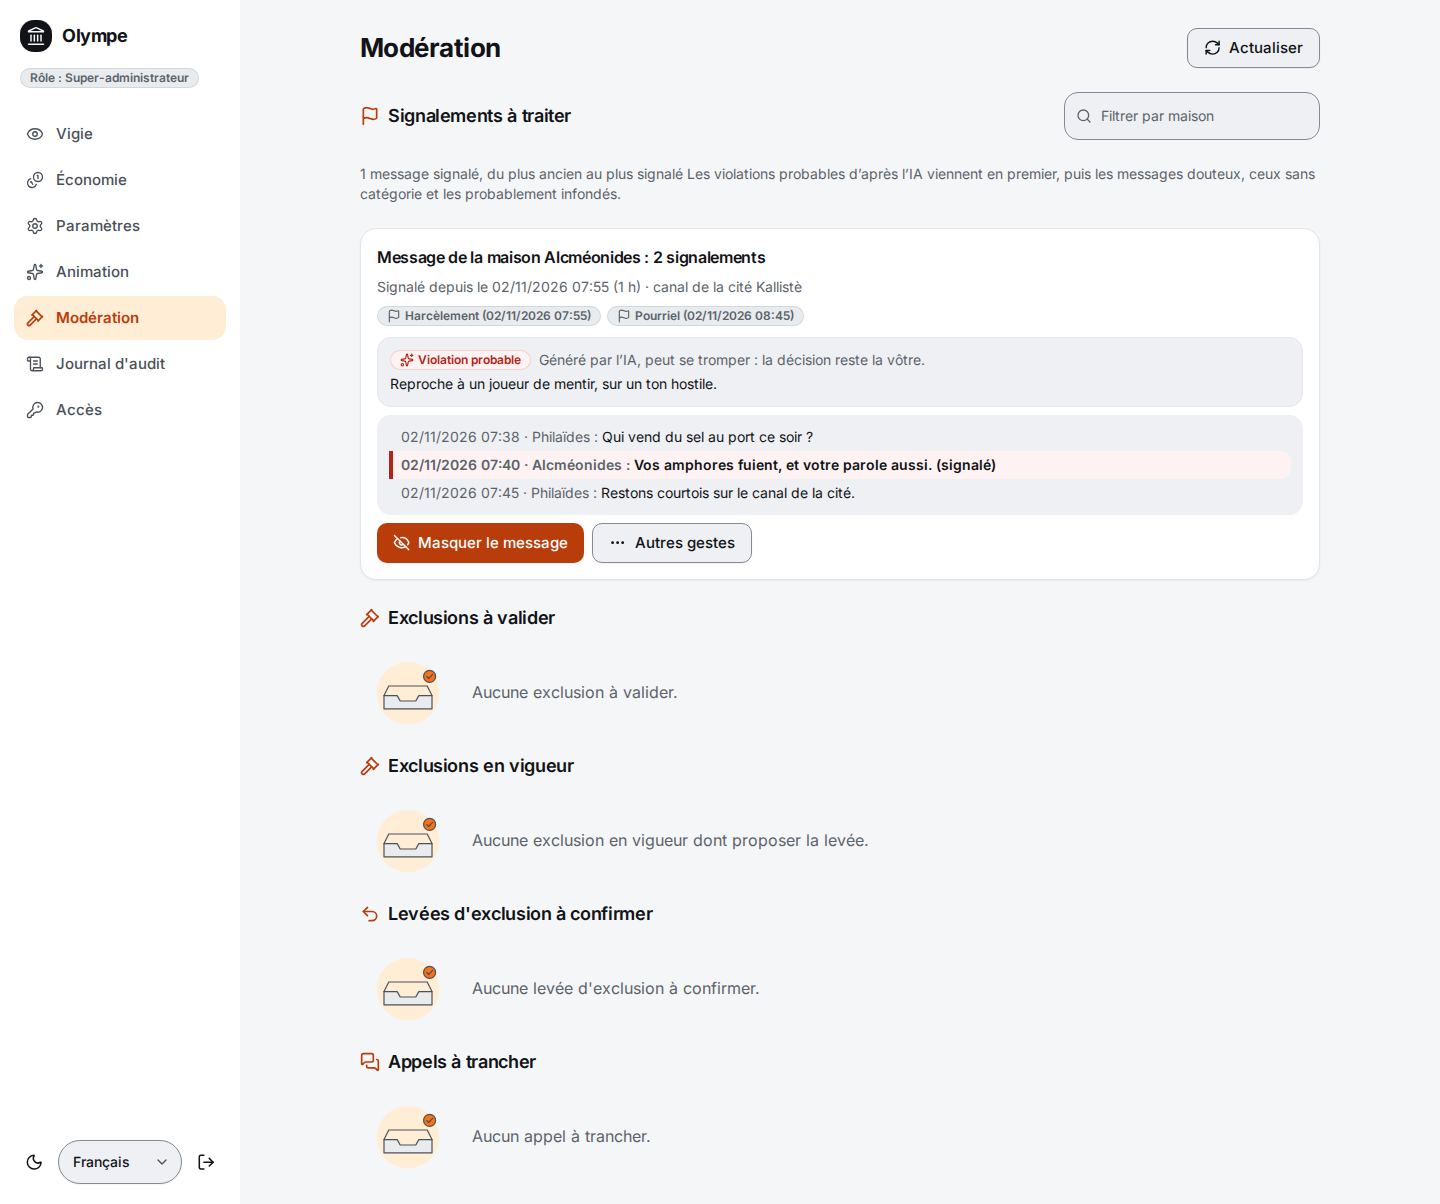 Olympe
Rôle : Super-administrateur
Vigie
Économie
Paramètres
Animation
Modération
Journal d'audit
Accès
Français
Modération
Actualiser
Signalements à traiter
Filtrer par maison
1 message signalé, du plus ancien au plus signalé Les violations probables d’après l’IA viennent en premier, puis les messages douteux, ceux sans
catégorie et les probablement infondés.
Message de la maison Alcméonides : 2 signalements
Signalé depuis le 02/11/2026 07:55 (1 h) · canal de la cité Kallistè
Harcèlement (02/11/2026 07:55)
Pourriel (02/11/2026 08:45)
Violation probable Généré par l’IA, peut se tromper : la décision reste la vôtre.
Reproche à un joueur de mentir, sur un ton hostile.
02/11/2026 07:38 · Philaïdes : Qui vend du sel au port ce soir ?
02/11/2026 07:40 · Alcméonides : Vos amphores fuient, et votre parole aussi. (signalé)
02/11/2026 07:45 · Philaïdes : Restons courtois sur le canal de la cité.
Masquer le message
Autres gestes
Exclusions à valider
Aucune exclusion à valider.
Exclusions en vigueur
Aucune exclusion en vigueur dont proposer la levée.
Levées d'exclusion à confirmer
Aucune levée d'exclusion à confirmer.
Appels à trancher
Aucun appel à trancher.